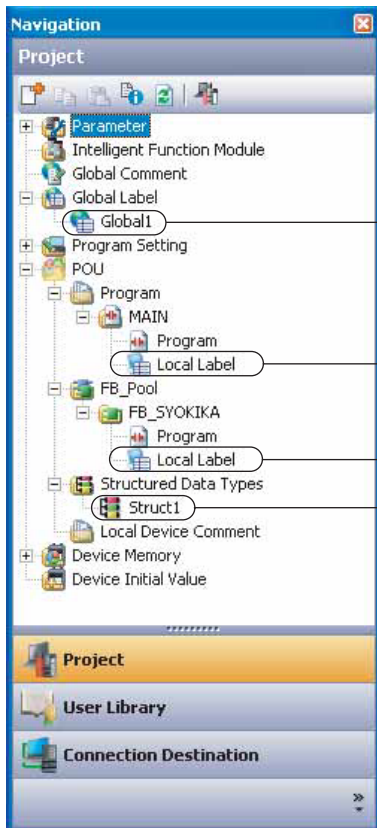 Navigation
Project
Parameter
Intelligent Function Module
Global Comment
Global Label
Global1
Program Setting
POU
Program
MAIN
Program
Local Label
FB_Pool
FB_SYOKIKA
Program
Local Label
Structured Data Types
Struct1
Local Device Comment
Device Memory
Device Initial Value
Project
User Library
Connection Destination